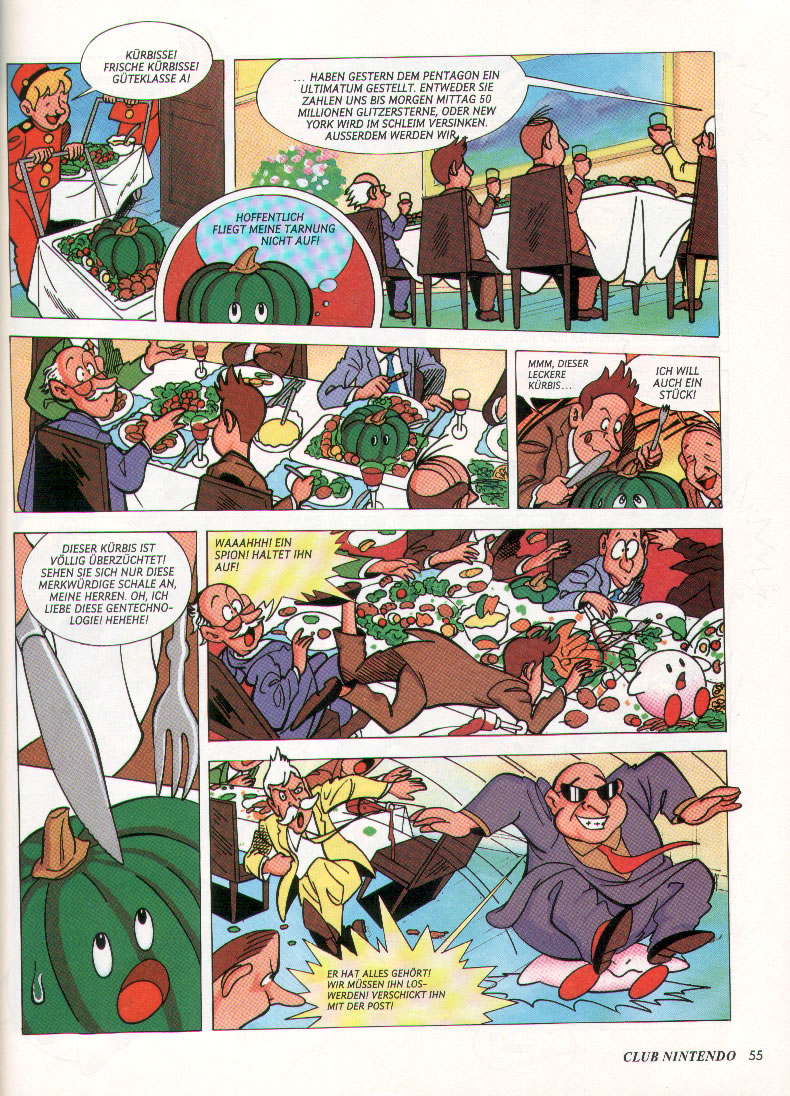 KÜRBISSE!
FRISCHE KÜRBISSE!
GÜTEKLASSE A!
... HABEN GESTERN DEM PENTAGON EIN
ULTIMATUM GESTELLT. ENTWEDER SIE
ZAHLEN UNS BIS MORGEN MITTAG 50
MILLIONEN GLITZERSTERNE, ODER NEW
YORK WIRD IM SCHLEIM VERSINKEN.
AUSSERDEM WERDEN WIR
HOFFENTLICH
FLIEGT MEINE TARNUNG
NICHT AUF!
MMM, DIESER
LECKERE
KÜRBIS...
ICH WILL
AUCH EIN
STÜCK!
DIESER KÜRBIS IST
VÖLLIG ÜBERZÜCHTET!
SEHEN SIE SICH NUR DIESE
MERKWÜRDIGE SCHALE AN,
MEINE HERREN. OH, ICH
LIEBE DIESE GENTECHNO-
LOGIE! HEHEHE!
WAAAHHH! EIN
SPION! HALTET IHN
AUF!
ER HAT ALLES GEHÖRT!
WIR MÜSSEN IHN LOS-
WERDEN! VERSCHICKT IHN
MIT DER POST!
CLUB NINTENDO 55